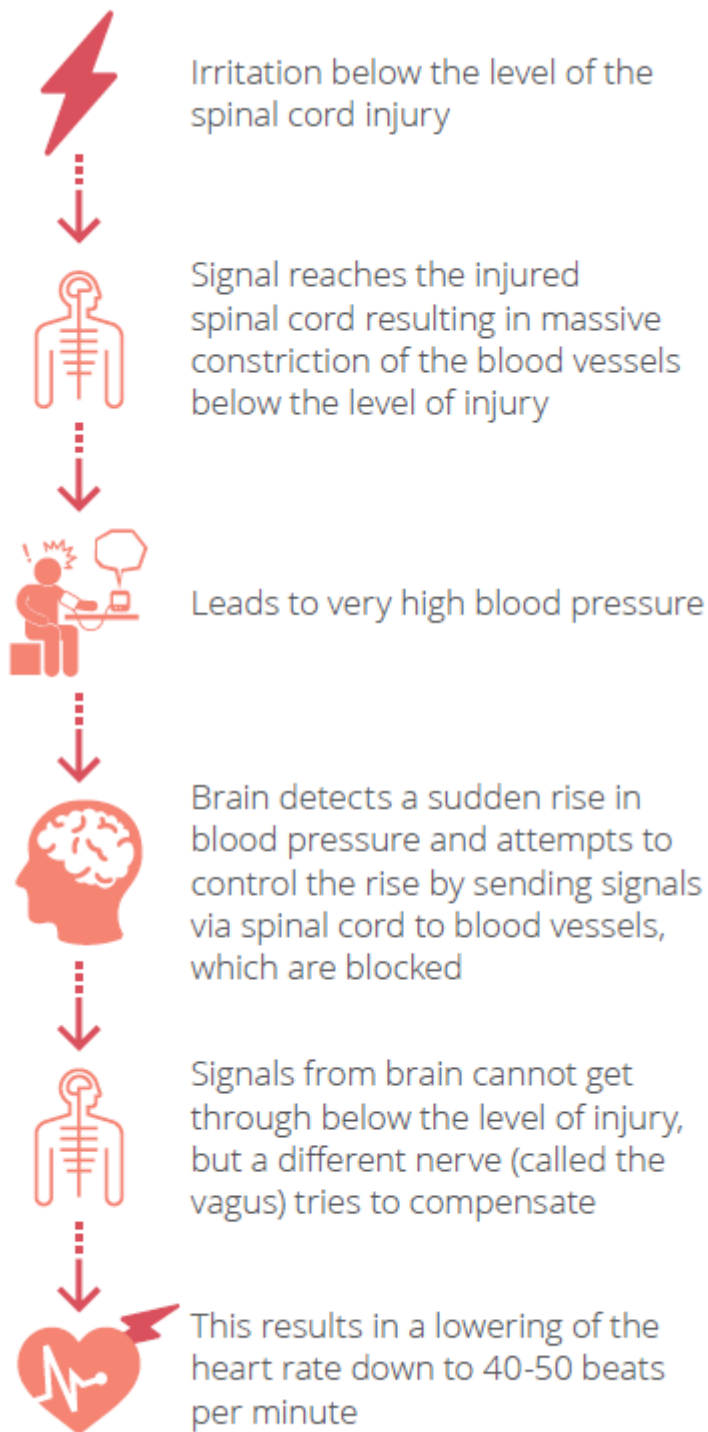 Irritation below the level of the
spinal cord injury
Signal reaches the injured
spinal cord resulting in massive
constriction of the blood vessels
below the level of injury
!
Leads to very high blood pressure
Brain detects a sudden rise in
blood pressure and attempts to
control the rise by sending signals
via spinal cord to blood vessels,
which are blocked
Signals from brain cannot get
through below the level of injury,
but a different nerve (called the
vagus) tries to compensate
This results in a lowering of the
heart rate down to 40-50 beats
per minute